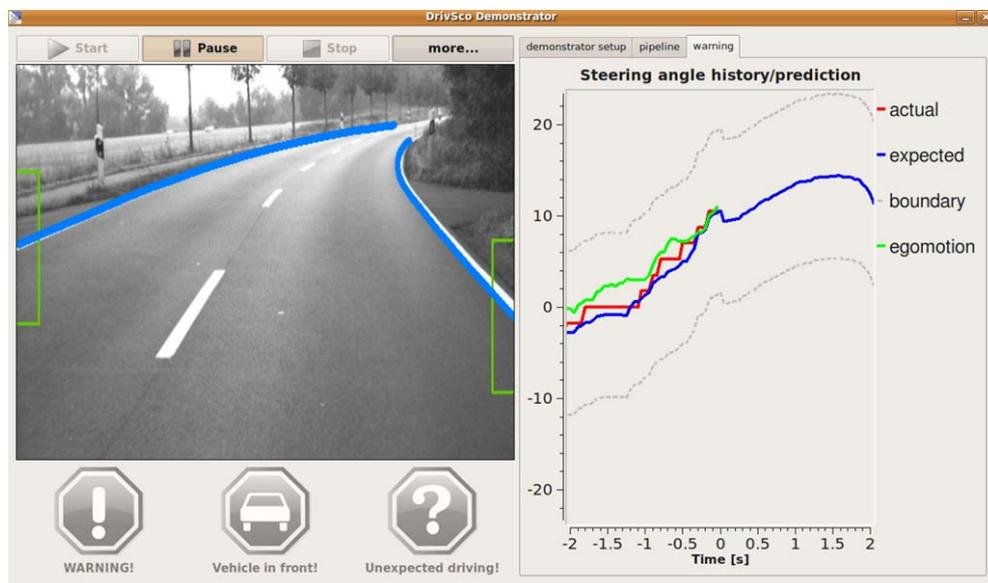 DrivSco Demonstrator
Start
Pause
Stop
more...
demonstrator setup
pipeline
warning
Steering angle history/prediction
actual
expected
boundary
egomotion
20
10
0
-10
-20
-2
-1.5
-1
-0.5
0
0.5
1
1.5
2
Time [s]
WARNING!
Vehicle in front!
Unexpected driving!